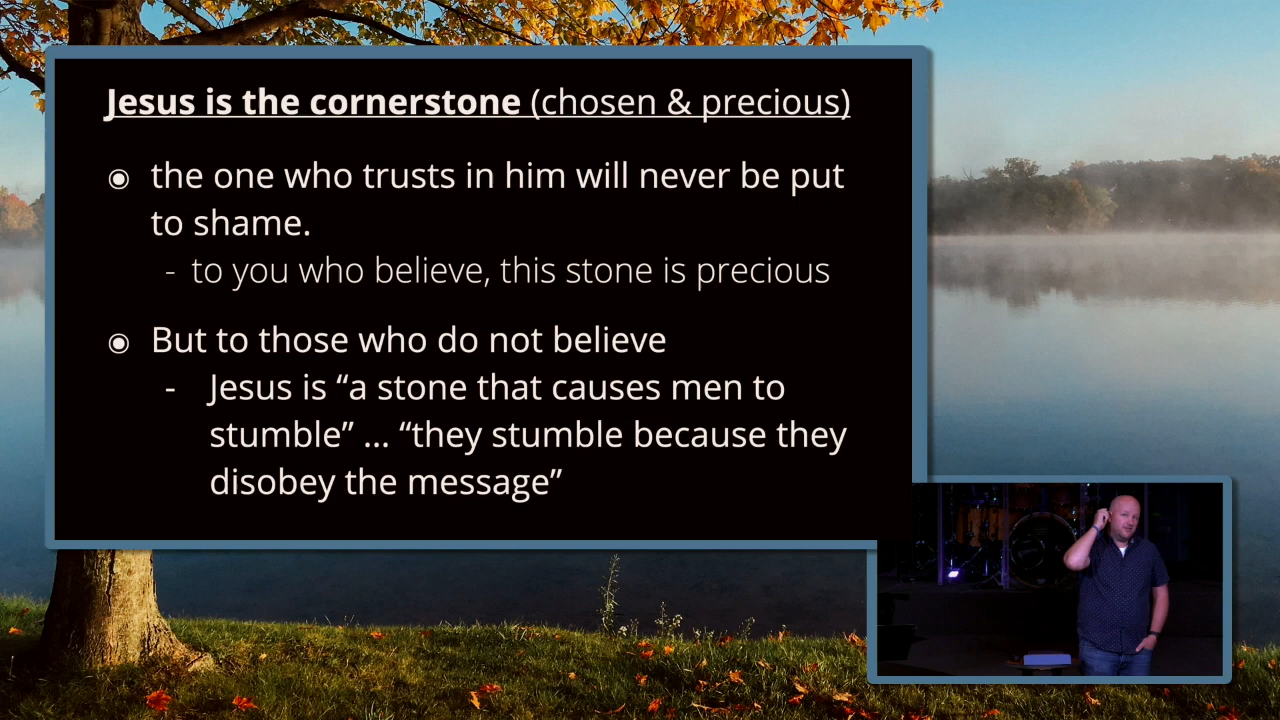 Jesus is the cornerstone (chosen & precious)
◉ the one who trusts in him will never be put
to shame.
- to you who believe, this stone is precious
◉ But to those who do not believe
- Jesus is “a stone that causes men to
stumble” ... “they stumble because they
disobey the message”